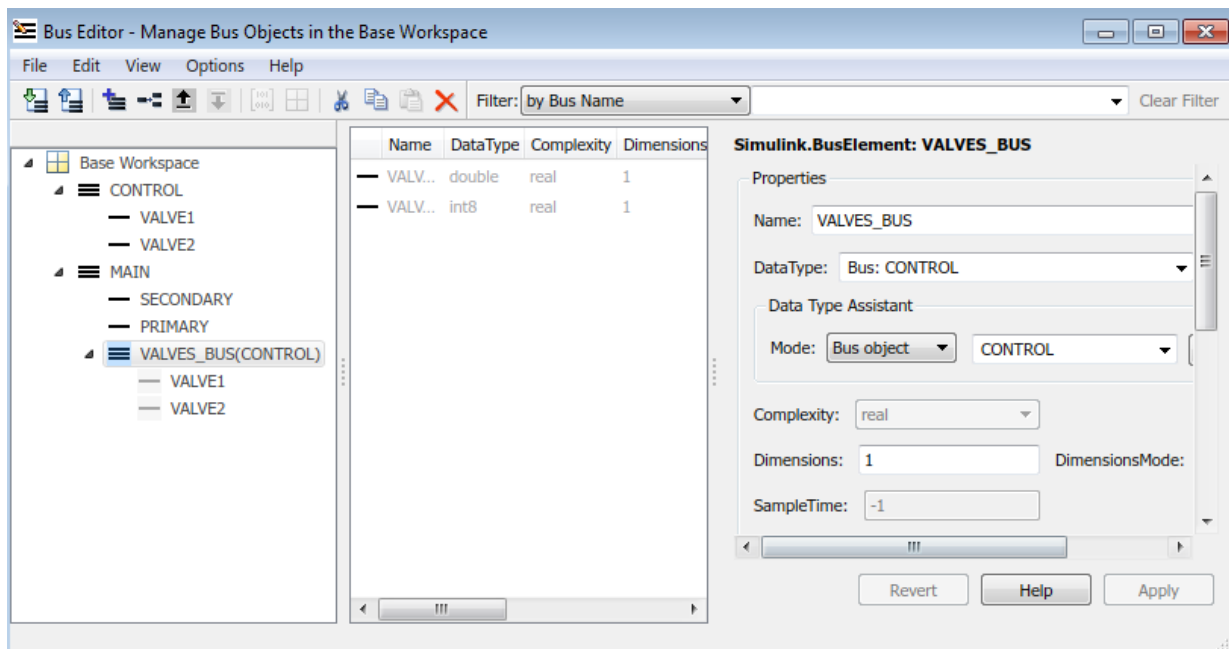 Bus Editor - Manage Bus Objects in the Base Workspace
File Edit View Options Help
Filter: by Bus Name Clear Filter
Base Workspace
CONTROL
VALVE1
VALVE2
MAIN
SECONDARY
PRIMARY
VALVES_BUS(CONTROL)
VALVE1
VALVE2
Name DataType Complexity Dimensions
VALV... double real 1
VALV... int8 real 1
Simulink.BusElement: VALVES_BUS
Properties
Name: VALVES_BUS
DataType: Bus: CONTROL
Data Type Assistant
Mode: Bus object CONTROL
Complexity: real
Dimensions: 1 DimensionsMode:
SampleTime: -1
Revert Help Apply